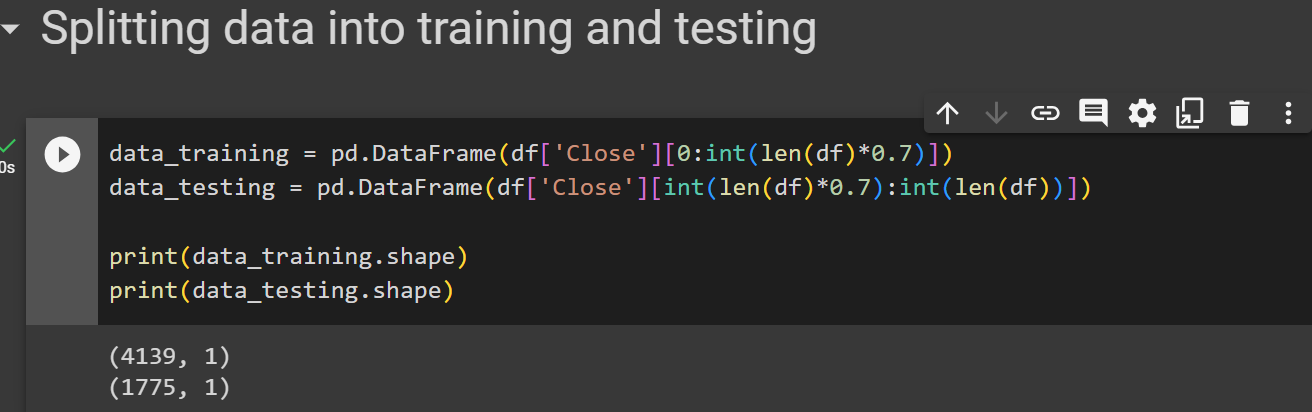 Splitting data into training and testing
0s
data_training = pd.DataFrame(df['Close'][0:int(len(df)*0.7)])
data_testing = pd.DataFrame(df['Close'][int(len(df)*0.7):int(len(df))])
print(data_training.shape)
print(data_testing.shape)
(4139, 1)
(1775, 1)